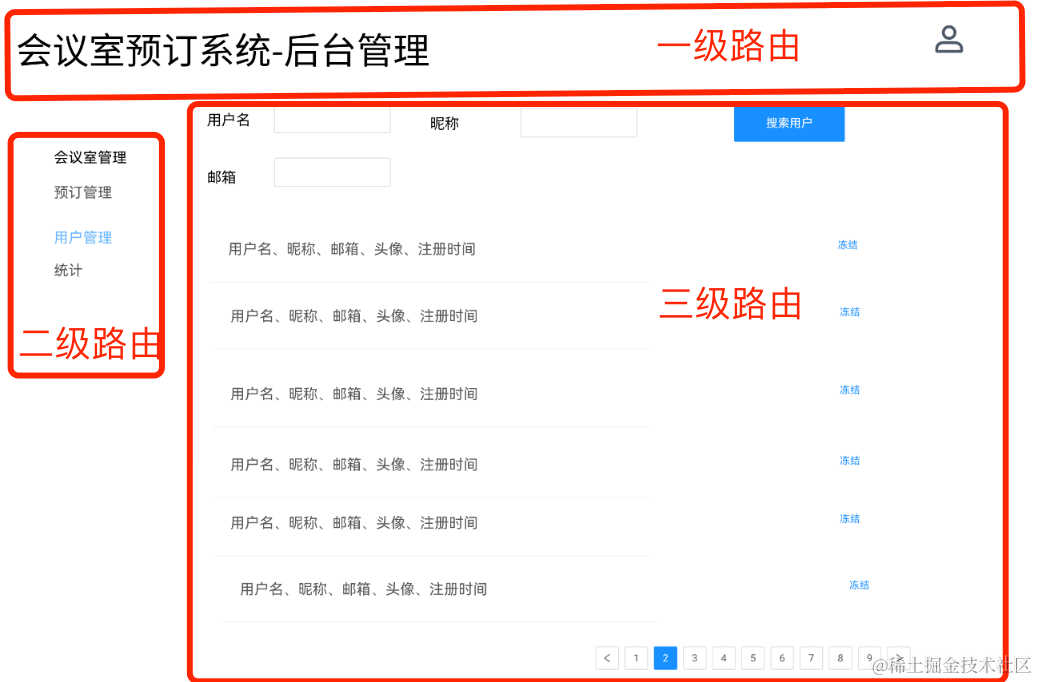 会议室预订系统-后台管理
一级路由
会议室管理
预订管理
用户管理
统计
二级路由
用户名
昵称
搜索用户
邮箱
用户名、昵称、邮箱、头像、注册时间
冻结
用户名、昵称、邮箱、头像、注册时间
冻结
三级路由
用户名、昵称、邮箱、头像、注册时间
冻结
用户名、昵称、邮箱、头像、注册时间
冻结
用户名、昵称、邮箱、头像、注册时间
冻结
用户名、昵称、邮箱、头像、注册时间
冻结
< 1 2 3 4 5 6 7 8 9 >
@稀土掘金技术社区